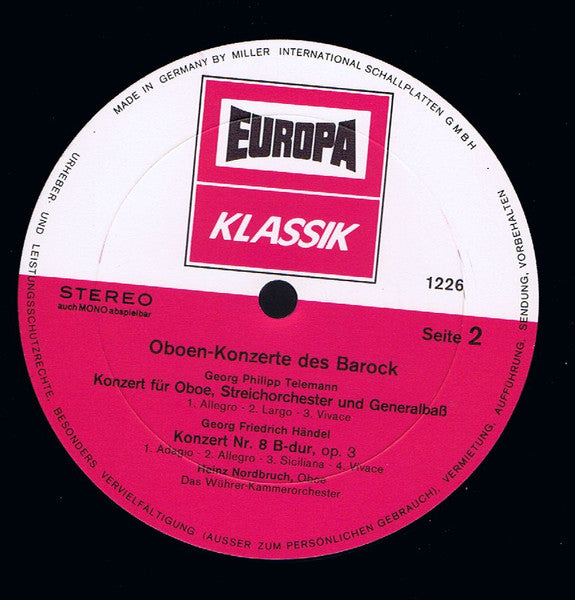 MADE IN GERMANY BY MILLER INTERNATIONAL SCHALLPLATTEN GMBH
EUROPA
KLASSIK
1226
STEREO
auch MONO abspielbar
Seite 2
Oboen-Konzerte des Barock
Georg Philipp Telemann
Konzert für Oboe, Streichorchester und Generalbaß
1. Allegro - 2. Largo - 3. Vivace
Georg Friedrich Händel
Konzert Nr. 8 B-dur, op. 3
1. Adagio - 2. Allegro - 3. Siciliana - 4. Vivace
Heinz Nordbruch, Oboe
Das Wührer-Kammerorchester
URHEBER- UND LEISTUNGSSCHUTZRECHTE, BESONDERS VERVIELFÄLTIGUNG (AUSSER ZUM PERSÖNLICHEN GEBRAUCH), VERMIETUNG, AUFFÜHRUNG, SENDUNG, VORBEHALTEN